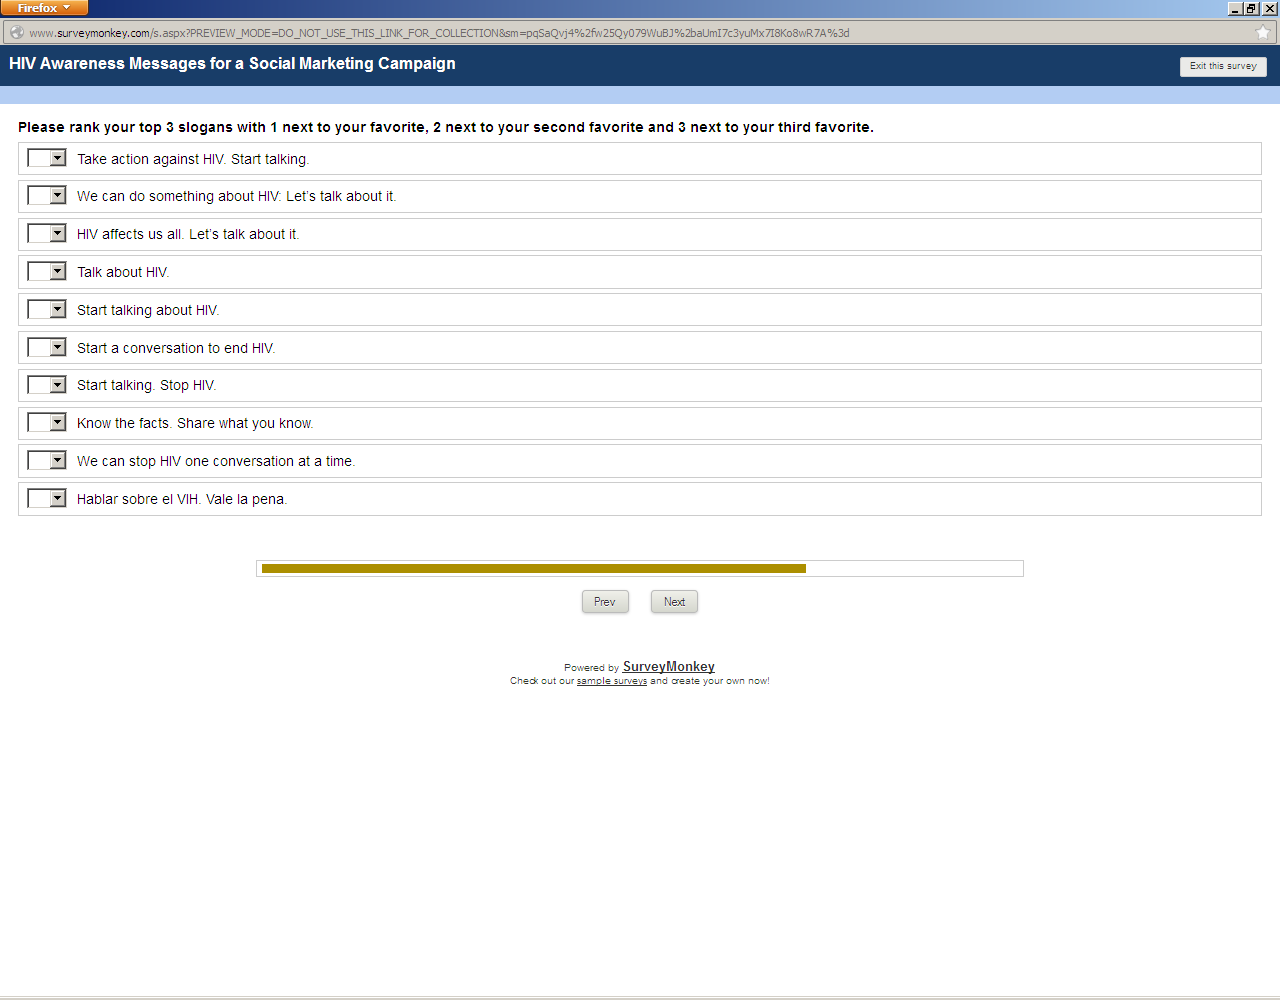 Firefox
www.surveymonkey.com/s.aspx?PREVIEW_MODE=DO_NOT_USE_THIS_LINK_FOR_COLLECTION&sm=pqSaQvj4%2fw25Qy079WuBJ%2baUmI7c3yuMx7I8Ko8wR7A%3d
HIV Awareness Messages for a Social Marketing Campaign
Exit this survey
Please rank your top 3 slogans with 1 next to your favorite, 2 next to your second favorite and 3 next to your third favorite.
Take action against HIV. Start talking.
We can do something about HIV: Let's talk about it.
HIV affects us all. Let's talk about it.
Talk about HIV.
Start talking about HIV.
Start a conversation to end HIV.
Start talking. Stop HIV.
Know the facts. Share what you know.
We can stop HIV one conversation at a time.
Hablar sobre el VIH. Vale la pena.
Prev Next
Powered by SurveyMonkey
Check out our sample surveys and create your own now!